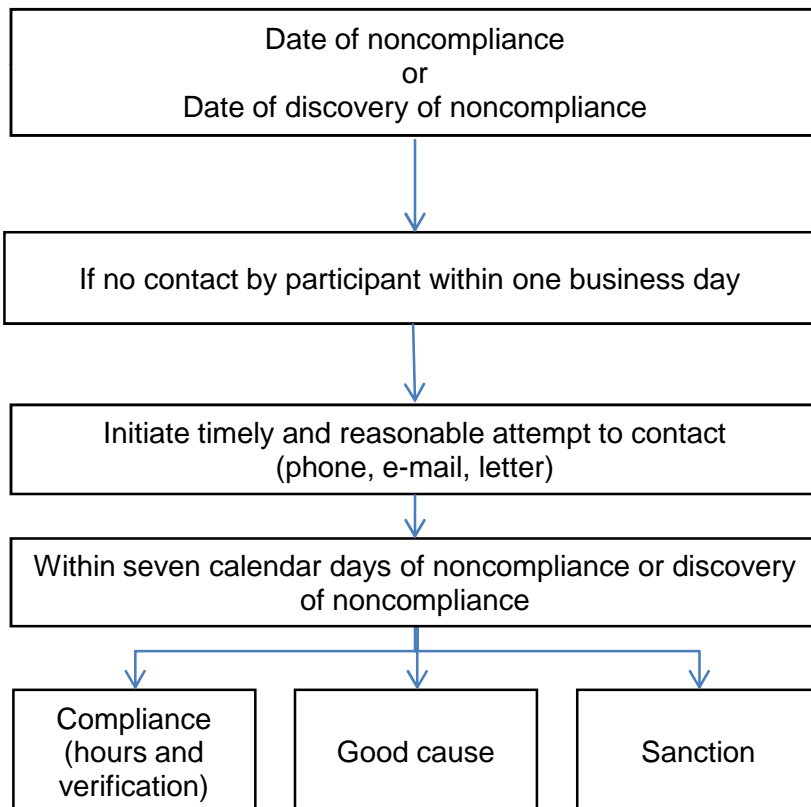 Date of noncompliance
or
Date of discovery of noncompliance
If no contact by participant within one business day
Initiate timely and reasonable attempt to contact
(phone, e-mail, letter)
Within seven calendar days of noncompliance or discovery
of noncompliance
Compliance
(hours and
verification)
Good cause
Sanction